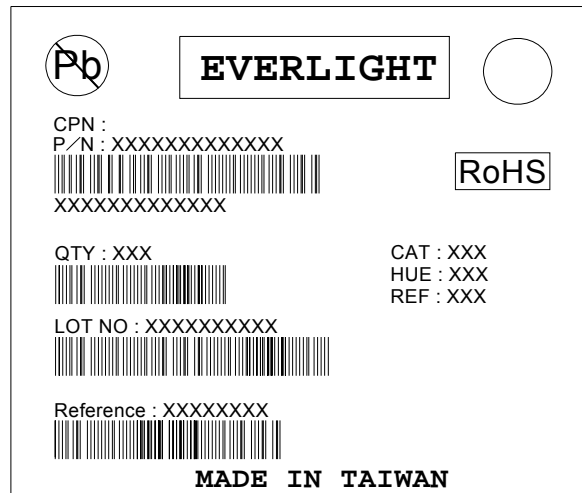 Pb
EVERLIGHT
CPN :
P/N : XXXXXXXXXXXXX
RoHS
XXXXXXXXXXXXX
QTY : XXX
CAT : XXX
HUE : XXX
REF : XXX
LOT NO : XXXXXXXXXX
Reference : XXXXXXXX
MADE IN TAIWAN